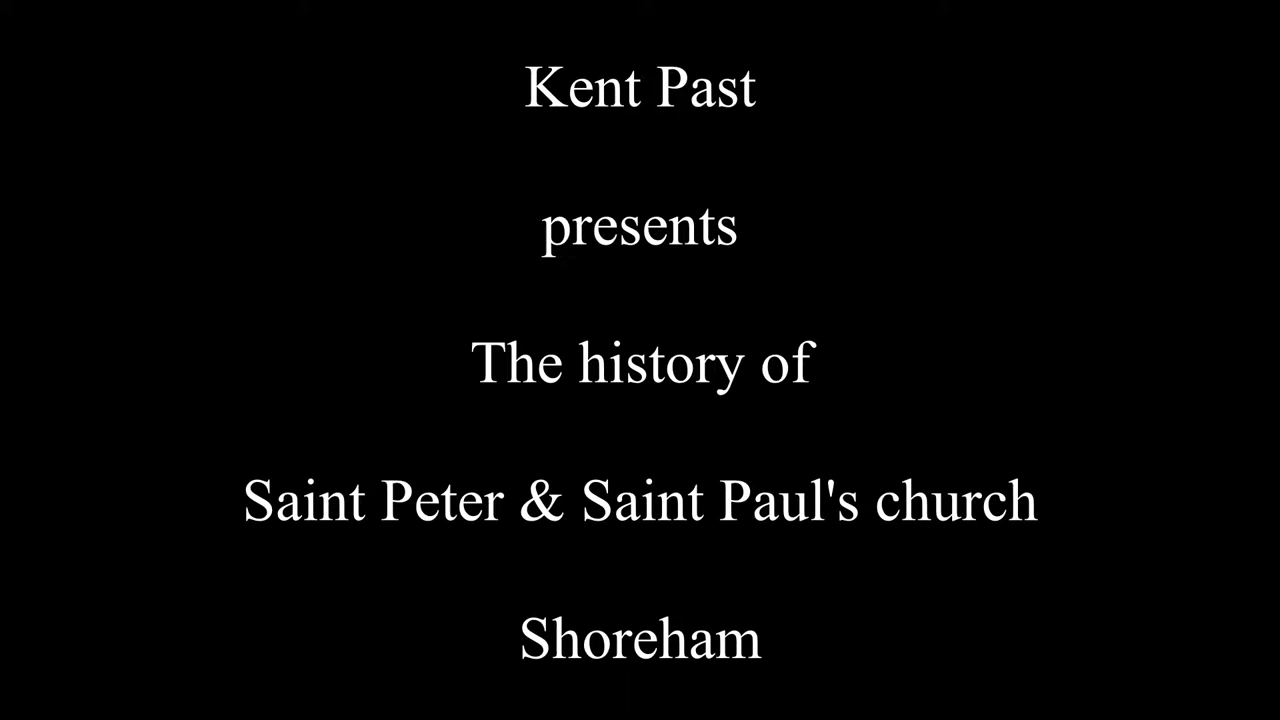 Kent Past
presents
The history of
Saint Peter & Saint Paul's church
Shoreham